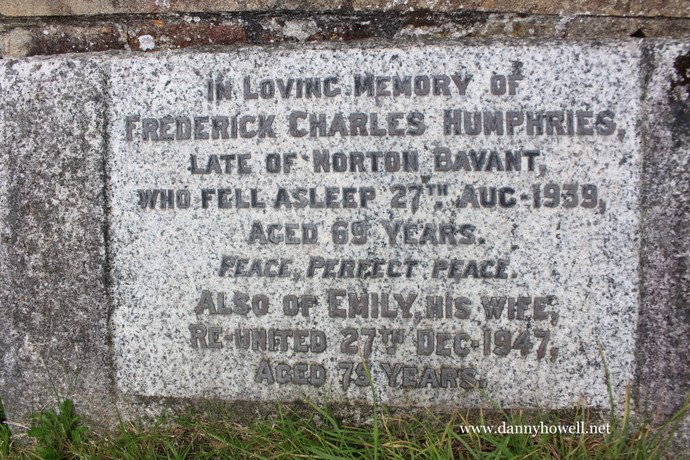 In Loving Memory of
Frederick Charles Humphries,
Late of Norton Bavant,
who fell asleep 27th Aug-1939,
Aged 69 Years.
Peace, Perfect Peace.
Also of Emily, his wife,
Re-united 27th Dec-1947,
Aged 79 Years.
www.dannyhowell.net